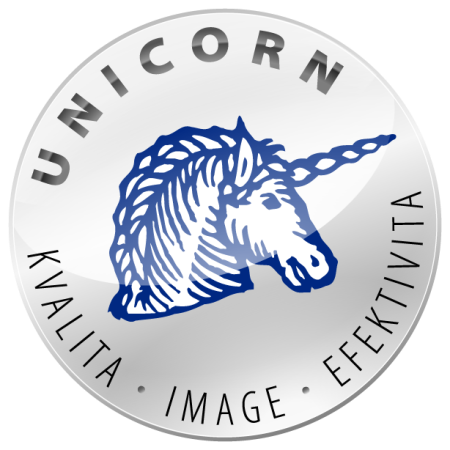 UNICORN
KVALITA · IMAGE · EFEKTIVITA